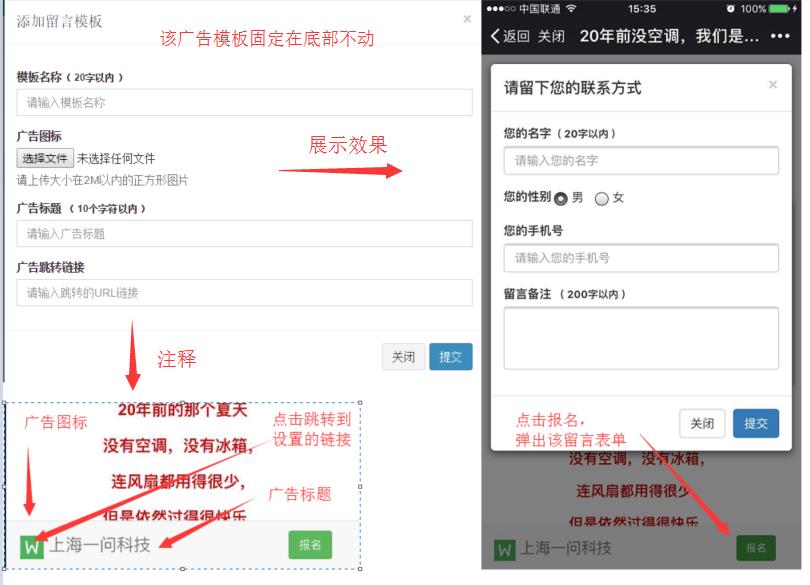 添加留言模板
×
该广告模板固定在底部不动
模板名称（20字以内）
请输入模板名称
广告图标
选择文件 未选择任何文件
请上传大小在2M以内的正方形图片
广告标题 （10个字符以内）
请输入广告标题
广告跳转链接
请输入跳转的URL链接
关闭 提交
展示效果
注释
20年前的那个夏天
没有空调，没有冰箱，
连风扇都用得很少，
但是依然过得很快乐
广告图标
点击跳转到
设置的链接
广告标题
W 上海一问科技 报名
中国联通 15:35 100%
返回 关闭 20年前没空调，我们是... •••
请留下您的联系方式 ×
您的名字（20字以内）
请输入您的名字
您的性别 男 女
您的手机号
请输入您的手机号
留言备注 （200字以内）
关闭 提交
点击报名，
弹出该留言表单
没有空调，没有冰箱，
连风扇都用得很少，
但是依然过得很快乐
W 上海一问科技 报名